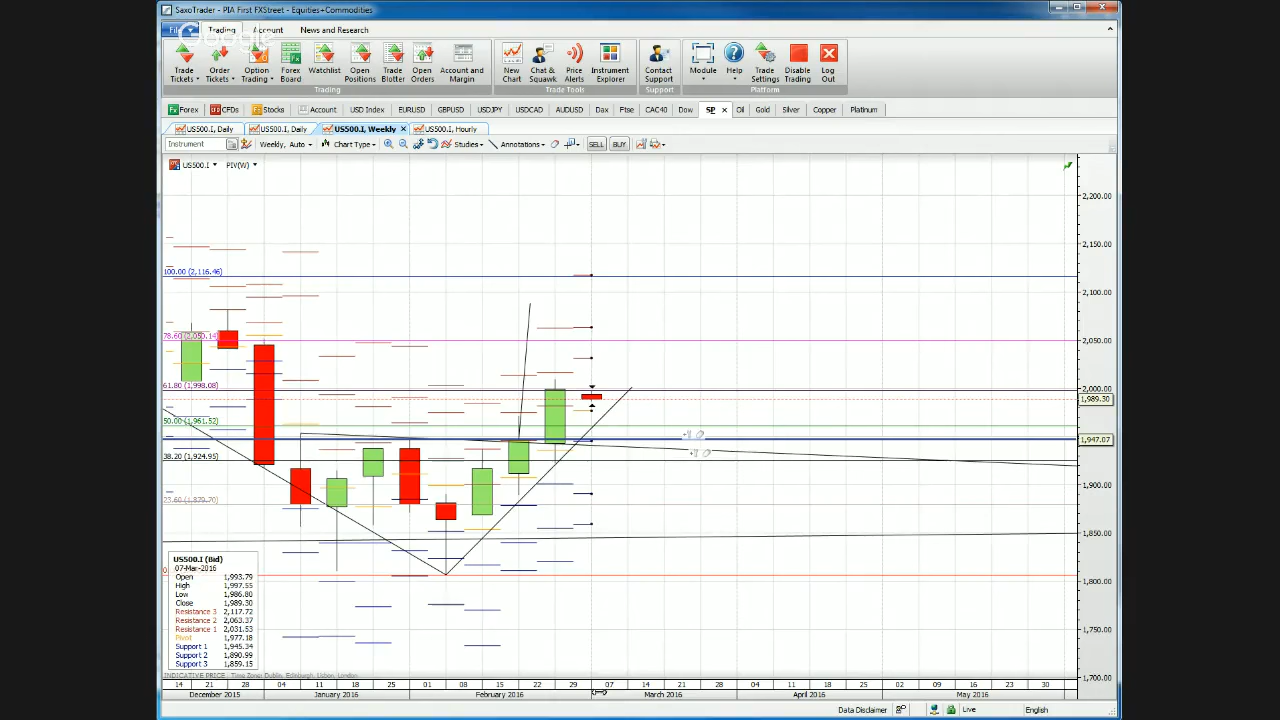 SaxoTrader - PIA First FXStreet - Equities+Commodities
File Trading Account News and Research
Google
Trade Tickets Order Tickets Option Trading Forex Board Watchlist Open Positions Trade Blotter Open Orders Account and Margin New Chart Chat & Squawk Price Alerts Instrument Explorer Contact Support Module Help Trade Settings Disable Trading Log Out
Trading Trade Tools Support Platform
Forex CFDs Stocks Account USD Index EURUSD GBPUSD USDJPY USDCAD AUDUSD Dax Ftse CAC40 Dow SP Oil Gold Silver Copper Platinum
US500.I, Daily US500.I, Daily US500.I, Weekly US500.I, Hourly
Instrument Weekly, Auto Chart Type Studies Annotations SELL BUY
US500.I PIV(W)
2,200.00
2,150.00
100.00 (2,116.46)
2,100.00
78.60 (2,050.14)
2,050.00
61.80 (1,998.08)
2,000.00
1,989.30
50.00 (1,961.52)
1,947.07
38.20 (1,924.95)
1,900.00
23.60 (1,879.70)
1,850.00
0
1,800.00
1,750.00
1,700.00
US500.I (Bid)
07-Mar-2016
Open 1,993.79
High 1,997.55
Low 1,986.80
Close 1,989.30
Resistance 3 2,117.72
Resistance 2 2,063.37
Resistance 1 2,031.53
Pivot 1,977.18
Support 1 1,945.34
Support 2 1,890.99
Support 3 1,859.15
INDICATIVE PRICE. Time Zone: Dublin, Edinburgh, Lisbon, London
14 21 28 04 11 18 25 01 08 15 22 29 07 14 21 28 04 11 18 25 02 09 16 23 30
December 2015 January 2016 February 2016 March 2016 April 2016 May 2016
Data Disclaimer Live English